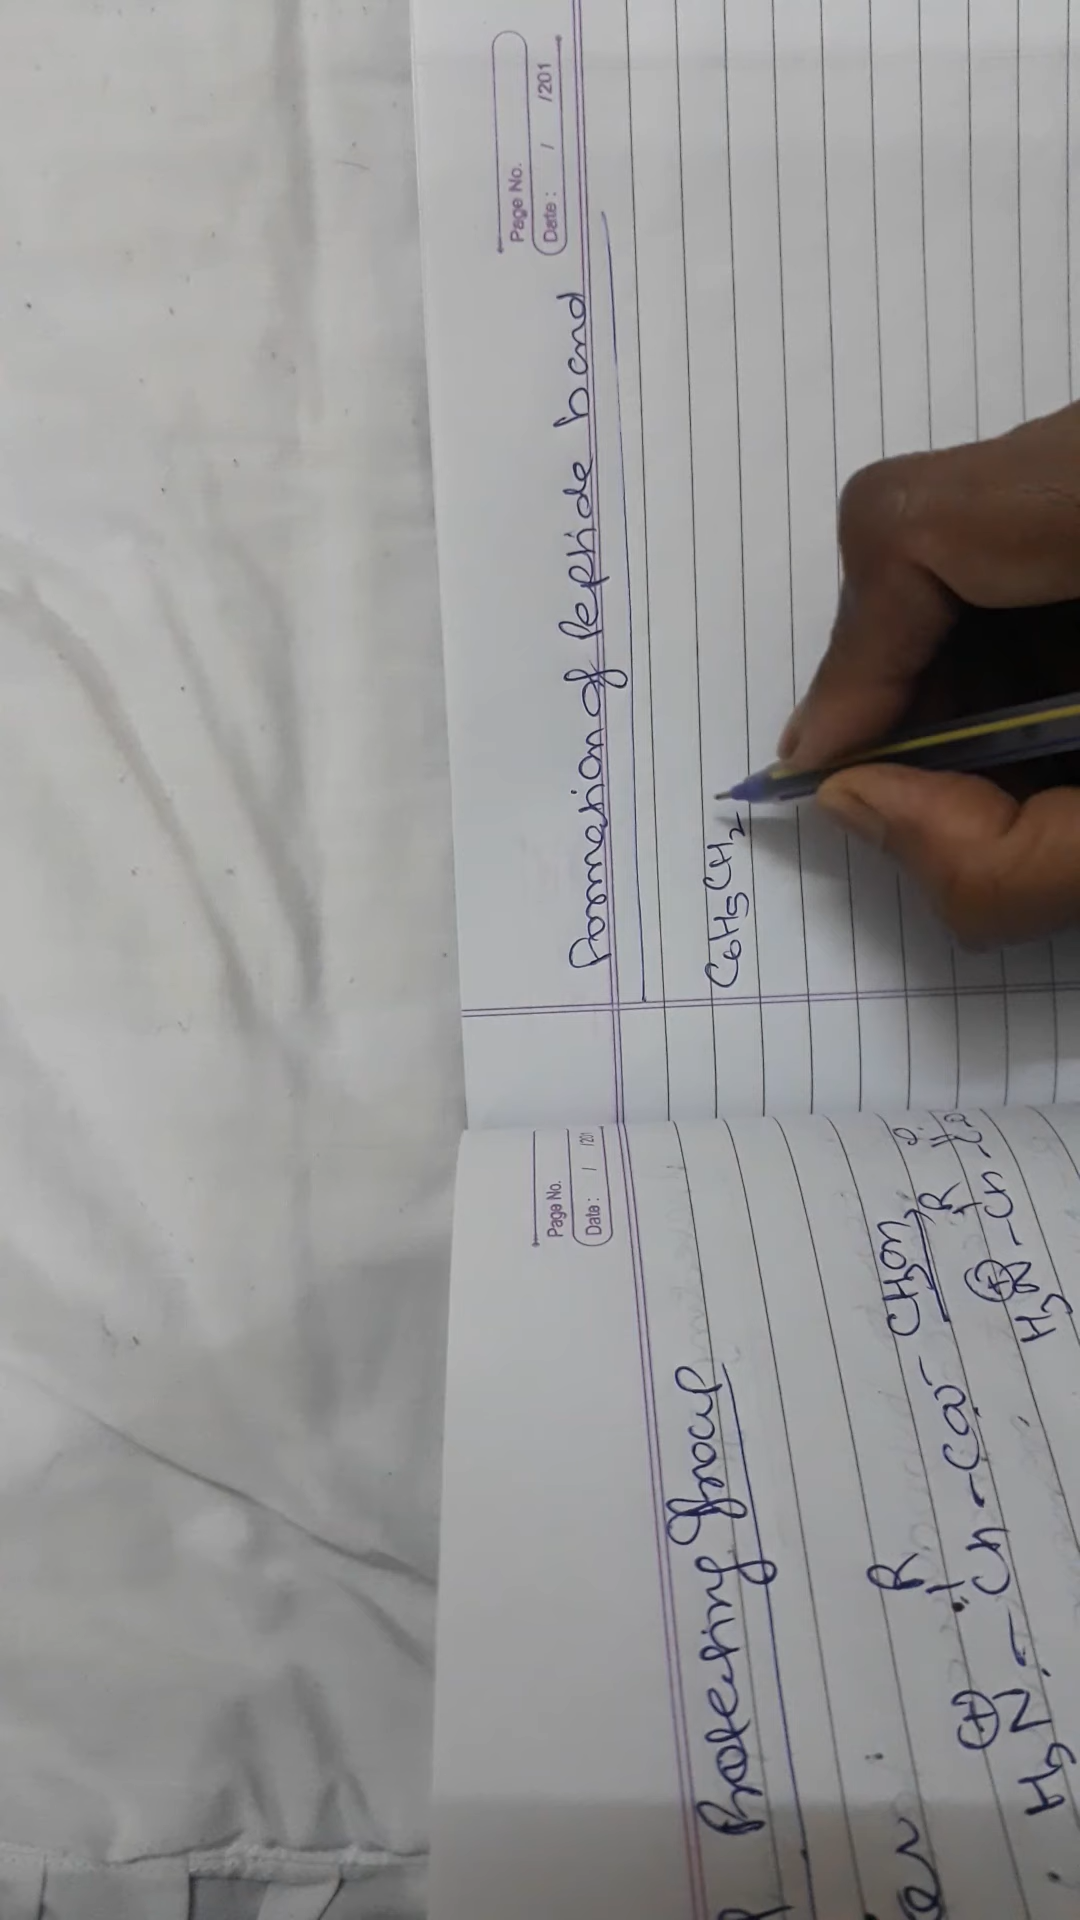 Page No.
Date : / /201
Formation of Peptide bond
C6H5CH2
Page No.
Date : / /201
Protecting Group
R CH3OH R O
H3N - CH - COO- H3N - CH - CO